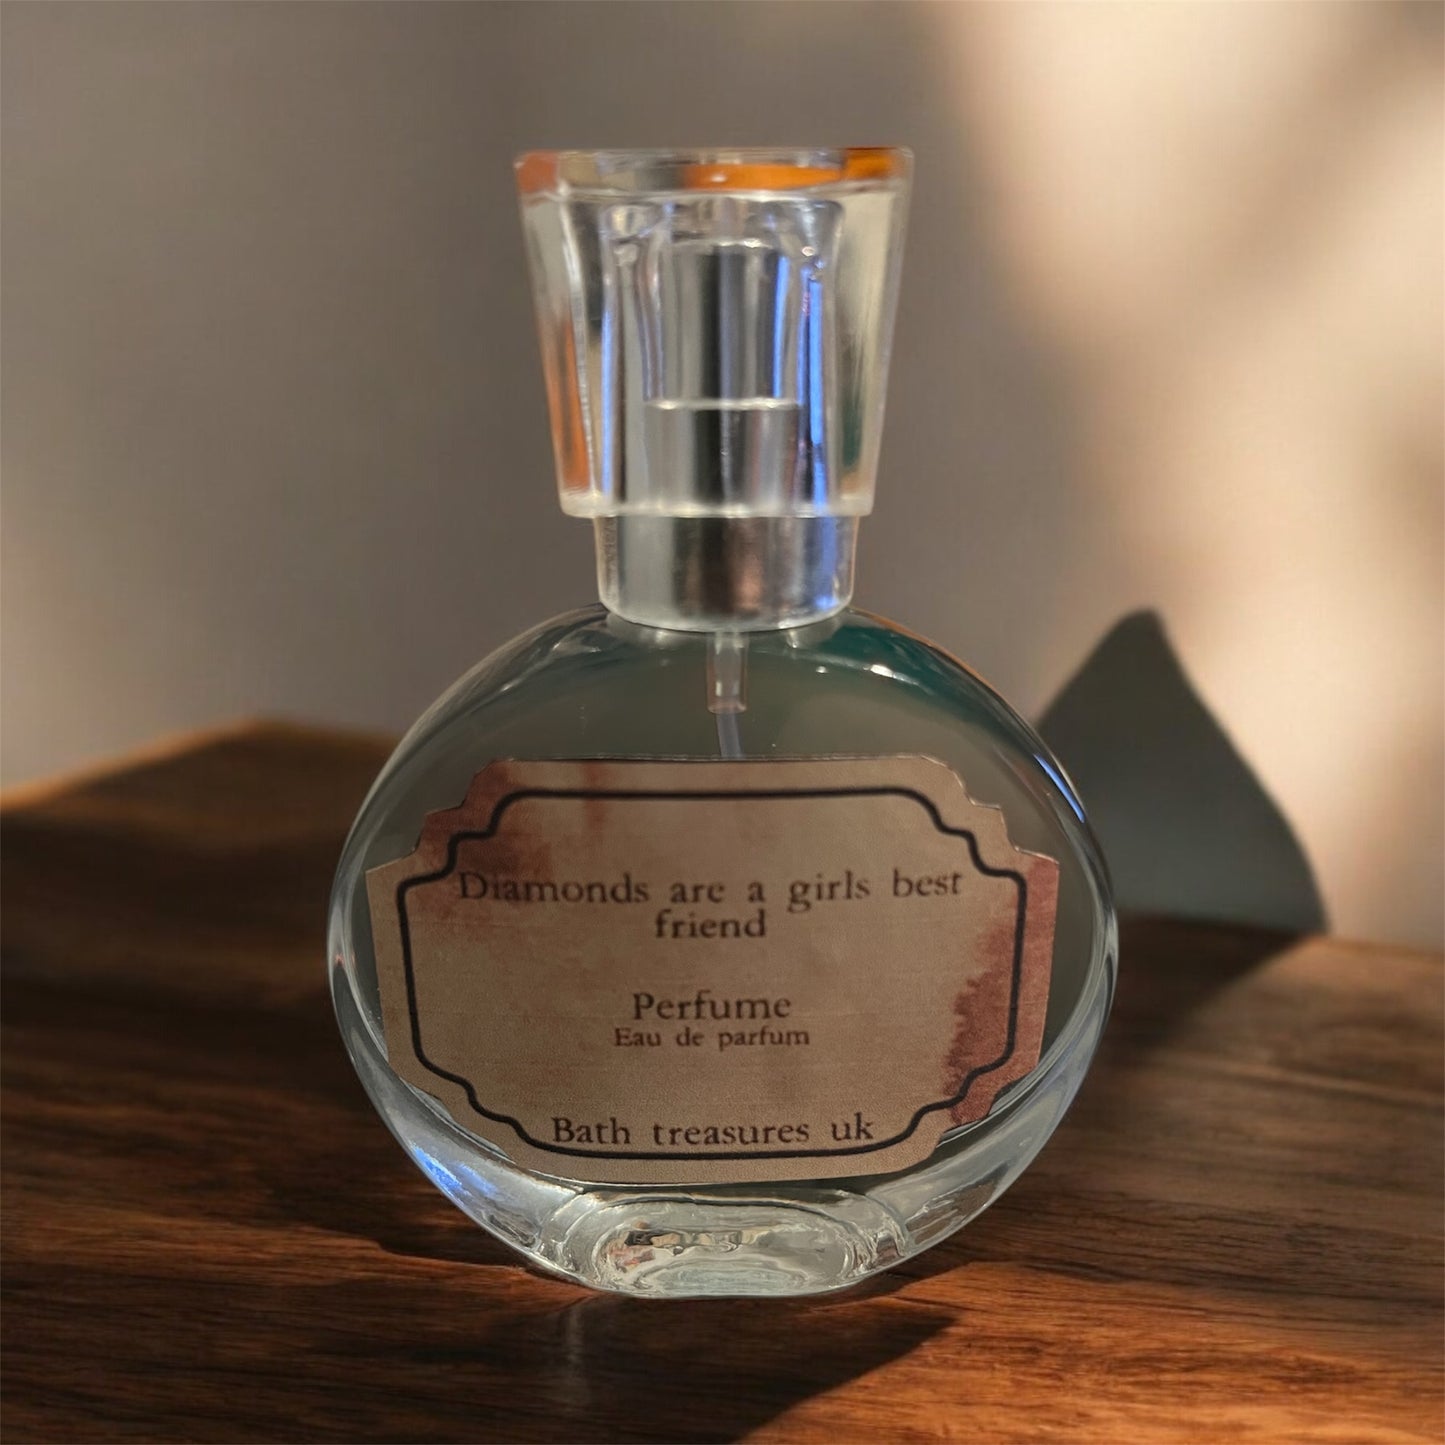 Diamonds are a girls best
friend
Perfume
Eau de parfum
Bath treasures uk